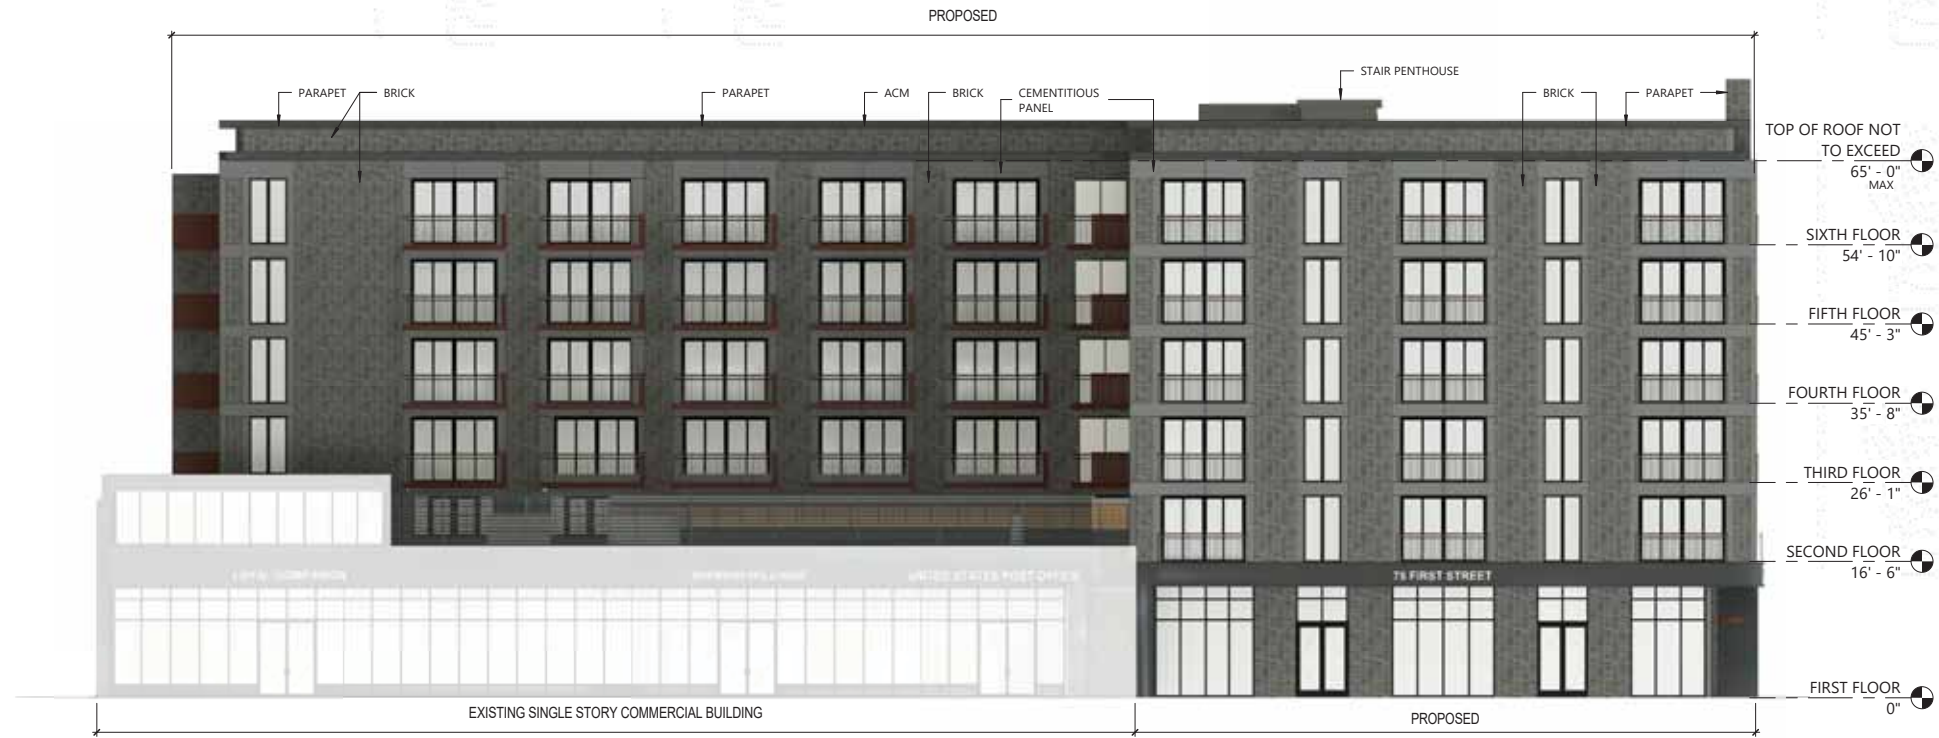 PROPOSED
STAIR PENTHOUSE
PARAPET
BRICK
PARAPET
ACM
BRICK
CEMENTITIOUS
PANEL
BRICK
PARAPET
TOP OF ROOF NOT
TO EXCEED
65' - 0"
MAX
SIXTH FLOOR
54' - 10"
FIFTH FLOOR
45' - 3"
FOURTH FLOOR
35' - 8"
THIRD FLOOR
26' - 1"
SECOND FLOOR
16' - 6"
LOYAL COMPANION
UNITED STATES POST OFFICE
75 FIRST STREET
FIRST FLOOR
0"
EXISTING SINGLE STORY COMMERCIAL BUILDING
PROPOSED